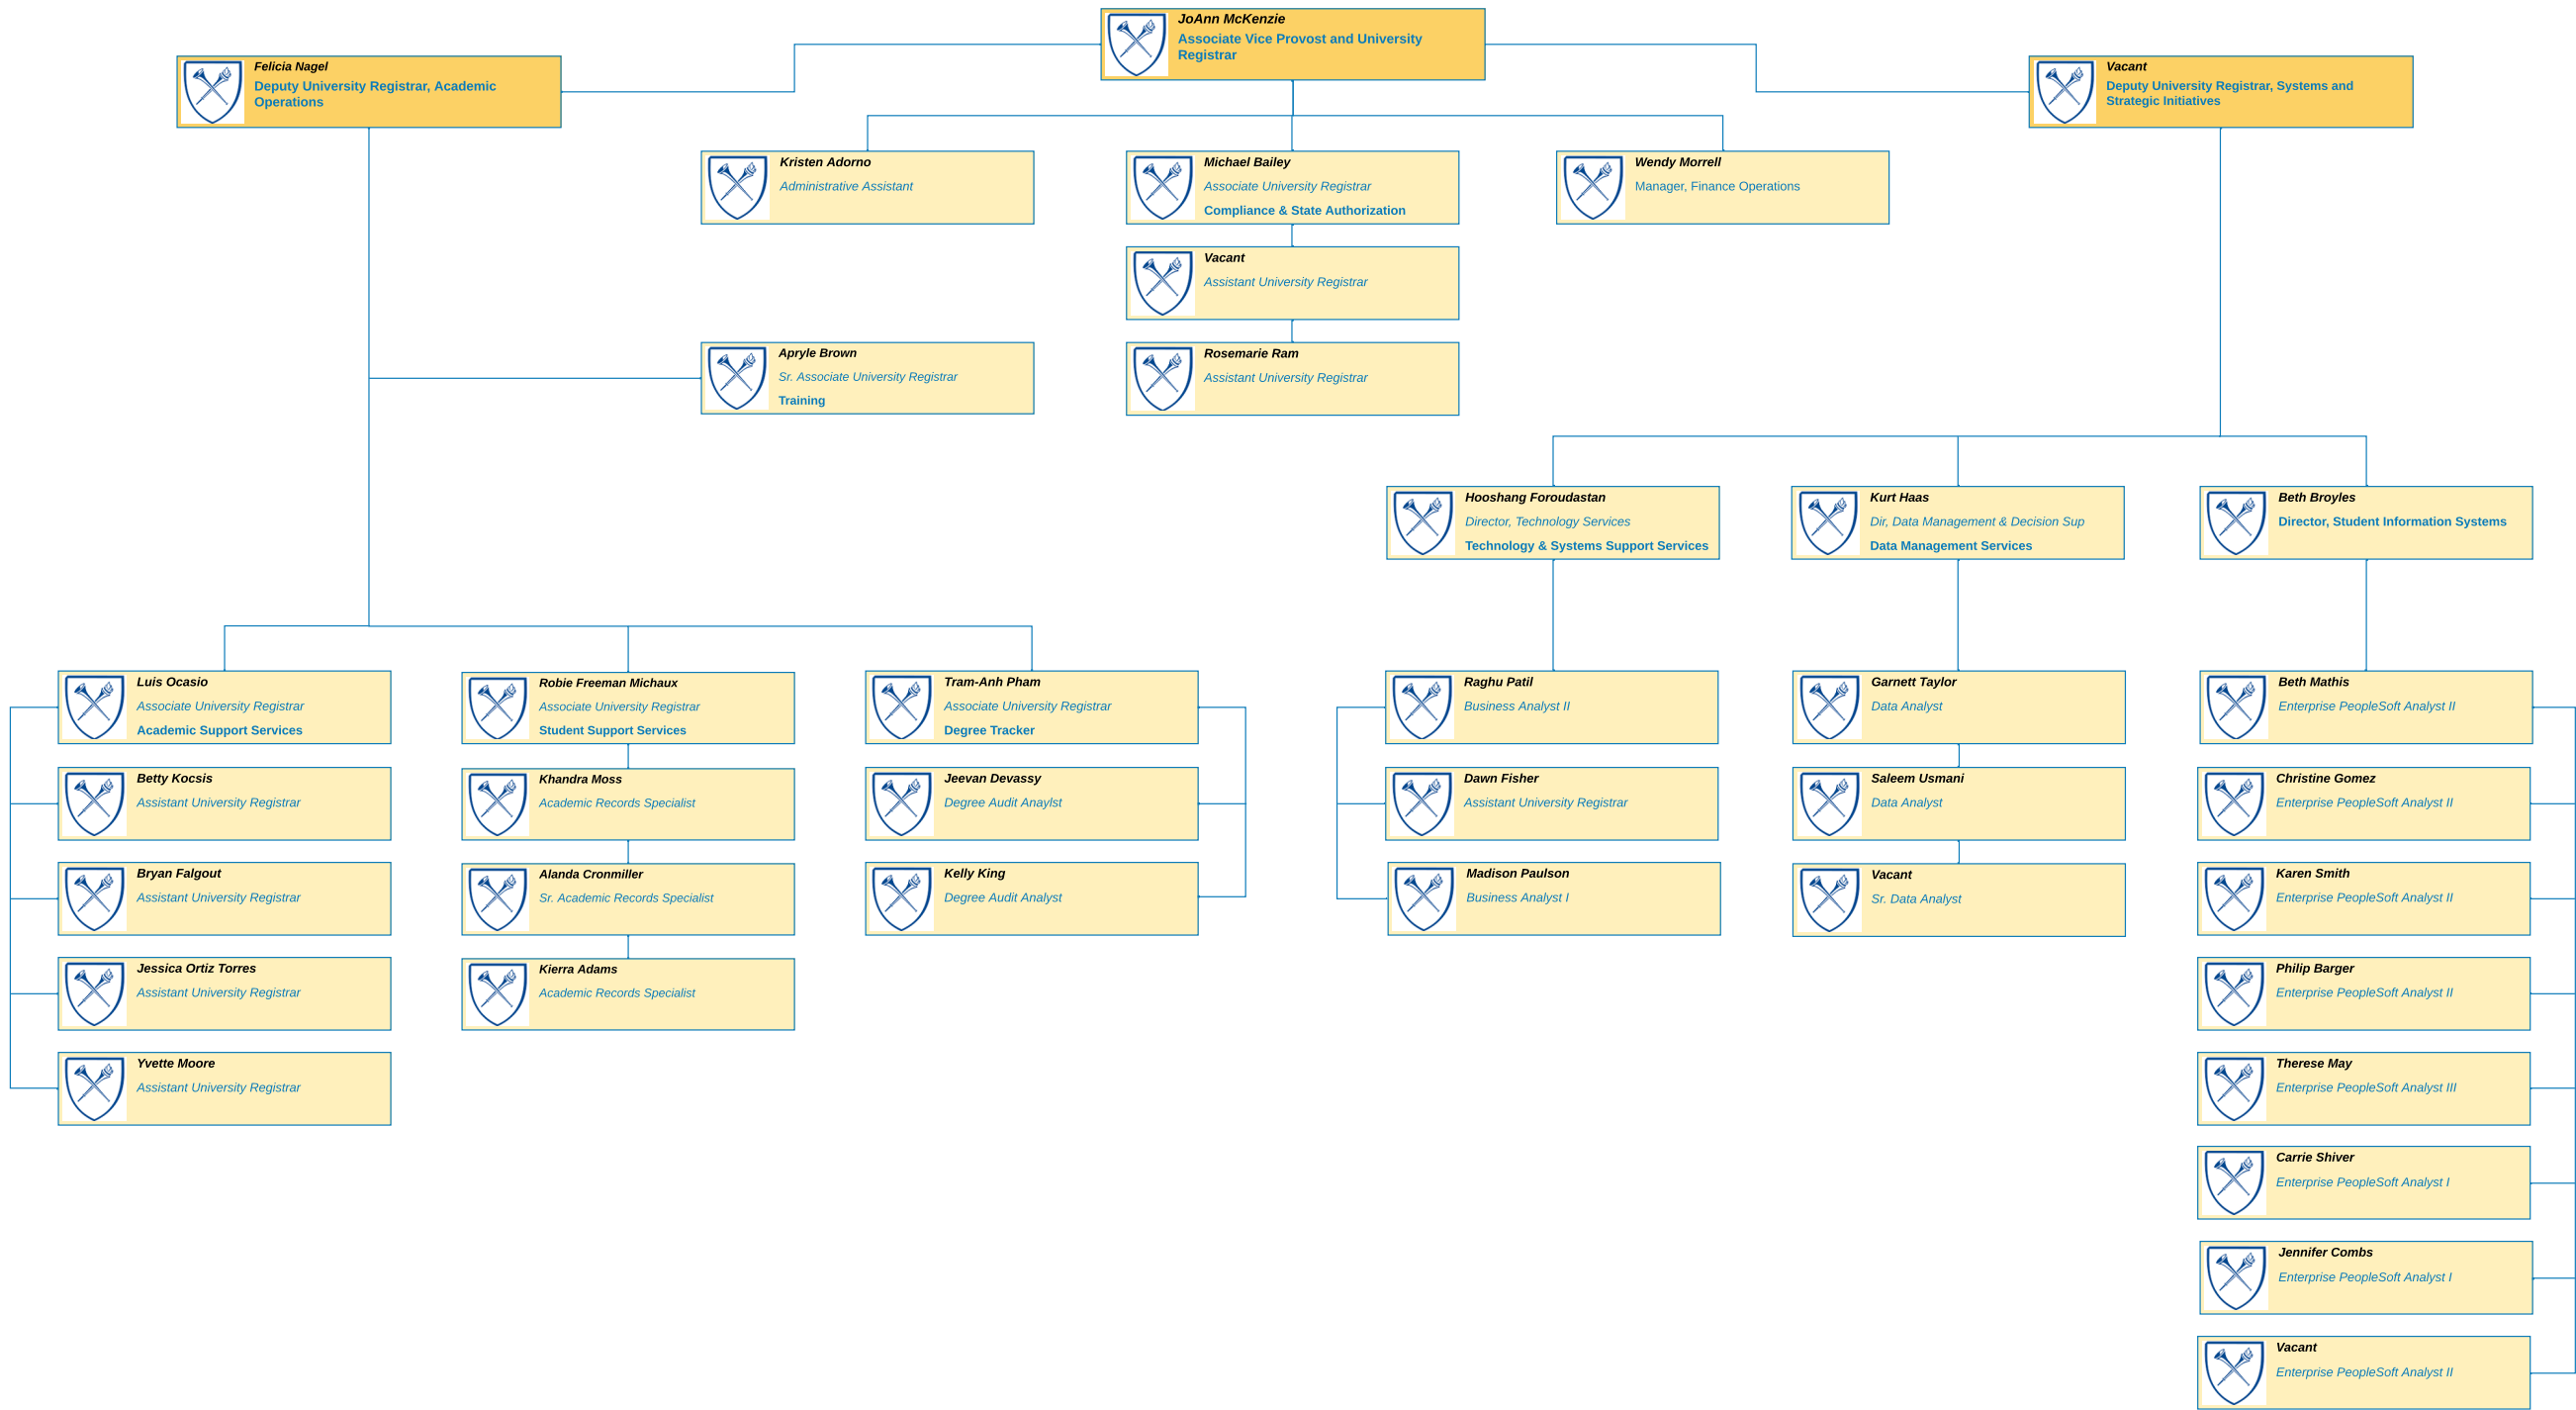 JoAnn McKenzie
Associate Vice Provost and University
Registrar
Felicia Nagel
Deputy University Registrar, Academic
Operations
Vacant
Deputy University Registrar, Systems and
Strategic Initiatives
Kristen Adorno
Administrative Assistant
Michael Bailey
Associate University Registrar
Compliance & State Authorization
Wendy Morrell
Manager, Finance Operations
Vacant
Assistant University Registrar
Apryle Brown
Sr. Associate University Registrar
Training
Rosemarie Ram
Assistant University Registrar
Hooshang Foroudastan
Director, Technology Services
Technology & Systems Support Services
Kurt Haas
Dir, Data Management & Decision Sup
Data Management Services
Beth Broyles
Director, Student Information Systems
Luis Ocasio
Associate University Registrar
Academic Support Services
Robie Freeman Michaux
Associate University Registrar
Student Support Services
Tram-Anh Pham
Associate University Registrar
Degree Tracker
Raghu Patil
Business Analyst II
Garnett Taylor
Data Analyst
Beth Mathis
Enterprise PeopleSoft Analyst II
Betty Kocsis
Assistant University Registrar
Khandra Moss
Academic Records Specialist
Jeevan Devassy
Degree Audit Anaylst
Dawn Fisher
Assistant University Registrar
Saleem Usmani
Data Analyst
Christine Gomez
Enterprise PeopleSoft Analyst II
Bryan Falgout
Assistant University Registrar
Alanda Cronmiller
Sr. Academic Records Specialist
Kelly King
Degree Audit Analyst
Madison Paulson
Business Analyst I
Vacant
Sr. Data Analyst
Karen Smith
Enterprise PeopleSoft Analyst II
Jessica Ortiz Torres
Assistant University Registrar
Kierra Adams
Academic Records Specialist
Philip Barger
Enterprise PeopleSoft Analyst II
Yvette Moore
Assistant University Registrar
Therese May
Enterprise PeopleSoft Analyst III
Carrie Shiver
Enterprise PeopleSoft Analyst I
Jennifer Combs
Enterprise PeopleSoft Analyst I
Vacant
Enterprise PeopleSoft Analyst II